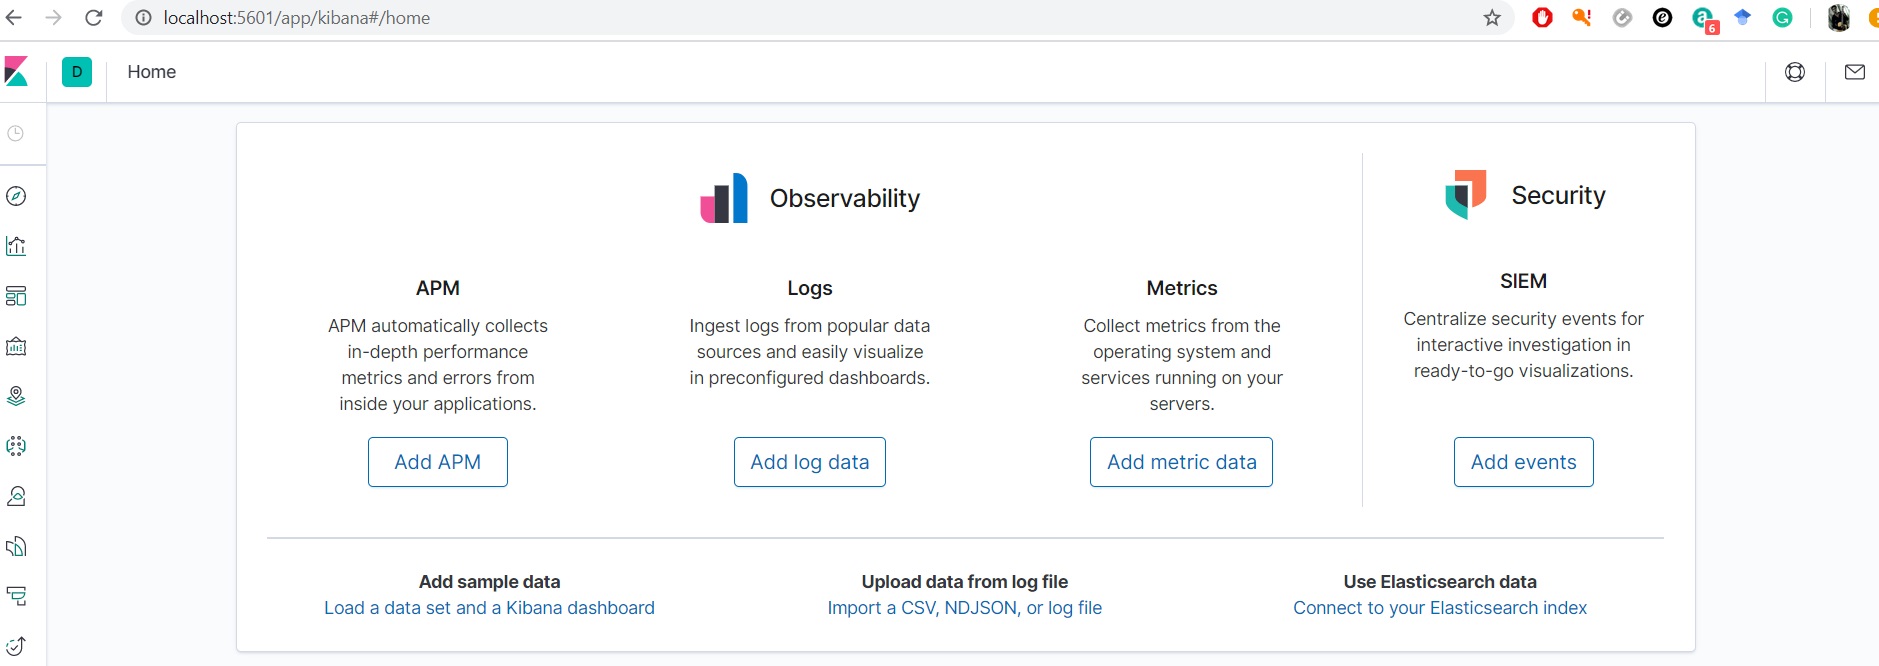 localhost:5601/app/kibana#/home
6
D
Home
Observability
Security
APM
APM automatically collects
in-depth performance
metrics and errors from
inside your applications.
Add APM
Logs
Ingest logs from popular data
sources and easily visualize
in preconfigured dashboards.
Add log data
Metrics
Collect metrics from the
operating system and
services running on your
servers.
Add metric data
SIEM
Centralize security events for
interactive investigation in
ready-to-go visualizations.
Add events
Add sample data
Load a data set and a Kibana dashboard
Upload data from log file
Import a CSV, NDJSON, or log file
Use Elasticsearch data
Connect to your Elasticsearch index